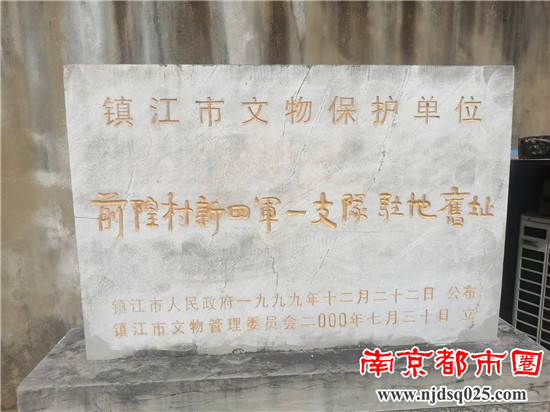 镇江市文物保护单位
前隍村新四軍一支隊駐地舊址
镇江市人民政府一九九九年十二月二十二日 公布
镇江市文物管理委员会二000年七月三十日 立
南京都市圈
www.njdsq025.com